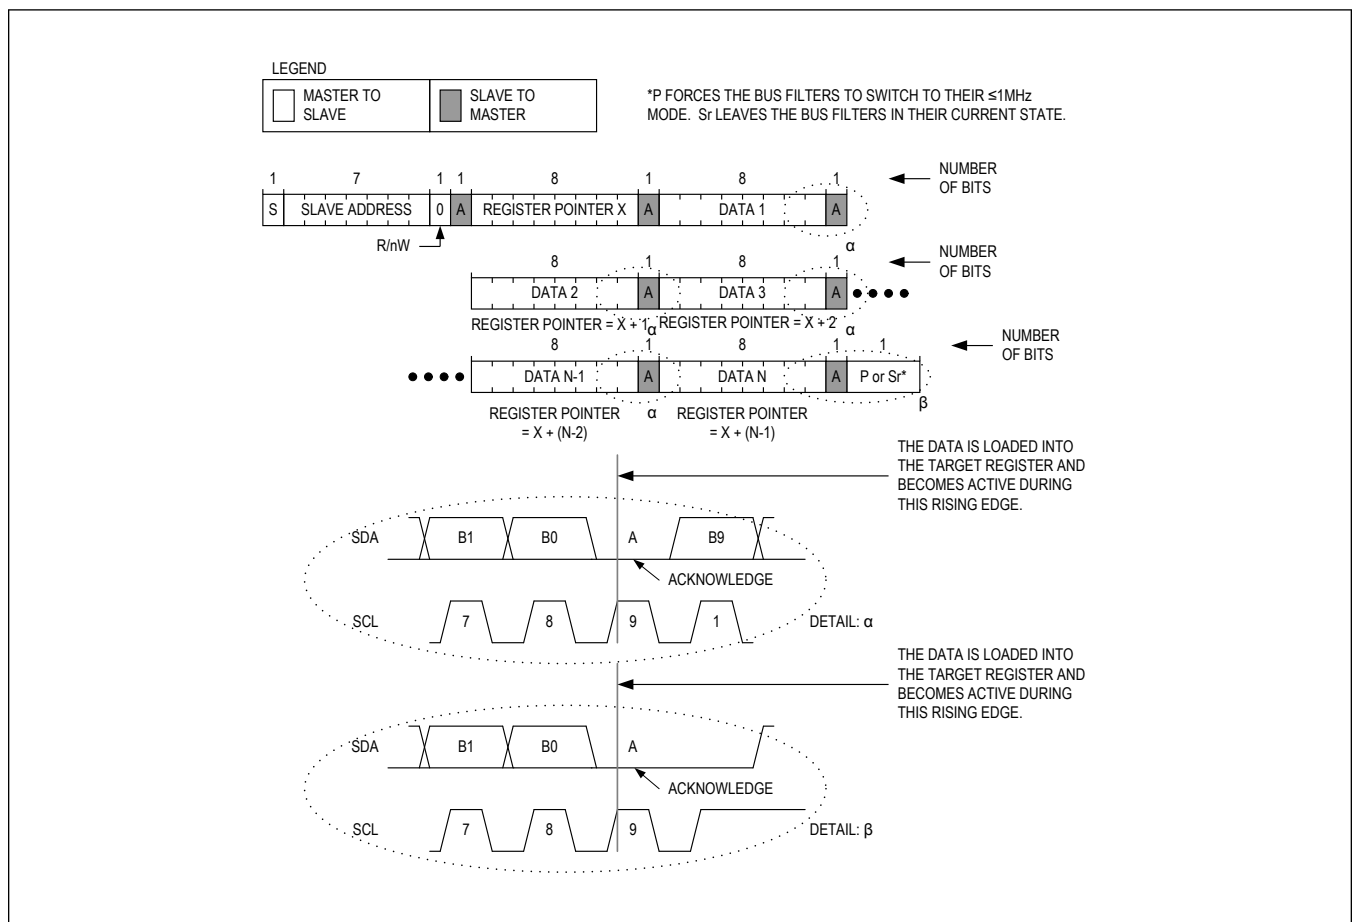 LEGEND
MASTER TO
SLAVE
SLAVE TO
MASTER
*P FORCES THE BUS FILTERS TO SWITCH TO THEIR ≤1MHz
MODE. Sr LEAVES THE BUS FILTERS IN THEIR CURRENT STATE.
1 7 1 1 8 1 8 1
NUMBER
OF BITS
S SLAVE ADDRESS 0 A REGISTER POINTER X A DATA 1 A
R/nW
α
8 1 8 1
NUMBER
OF BITS
DATA 2 A DATA 3 A
REGISTER POINTER = X + 1 α REGISTER POINTER = X + 2 α
8 1 8 1 1
NUMBER
OF BITS
DATA N-1 A DATA N A P or Sr*
β
REGISTER POINTER
= X + (N-2)
α
REGISTER POINTER
= X + (N-1)
THE DATA IS LOADED INTO
THE TARGET REGISTER AND
BECOMES ACTIVE DURING
THIS RISING EDGE.
SDA B1 B0 A B9
ACKNOWLEDGE
SCL 7 8 9 1 DETAIL: α
THE DATA IS LOADED INTO
THE TARGET REGISTER AND
BECOMES ACTIVE DURING
THIS RISING EDGE.
SDA B1 B0 A
ACKNOWLEDGE
SCL 7 8 9 DETAIL: β